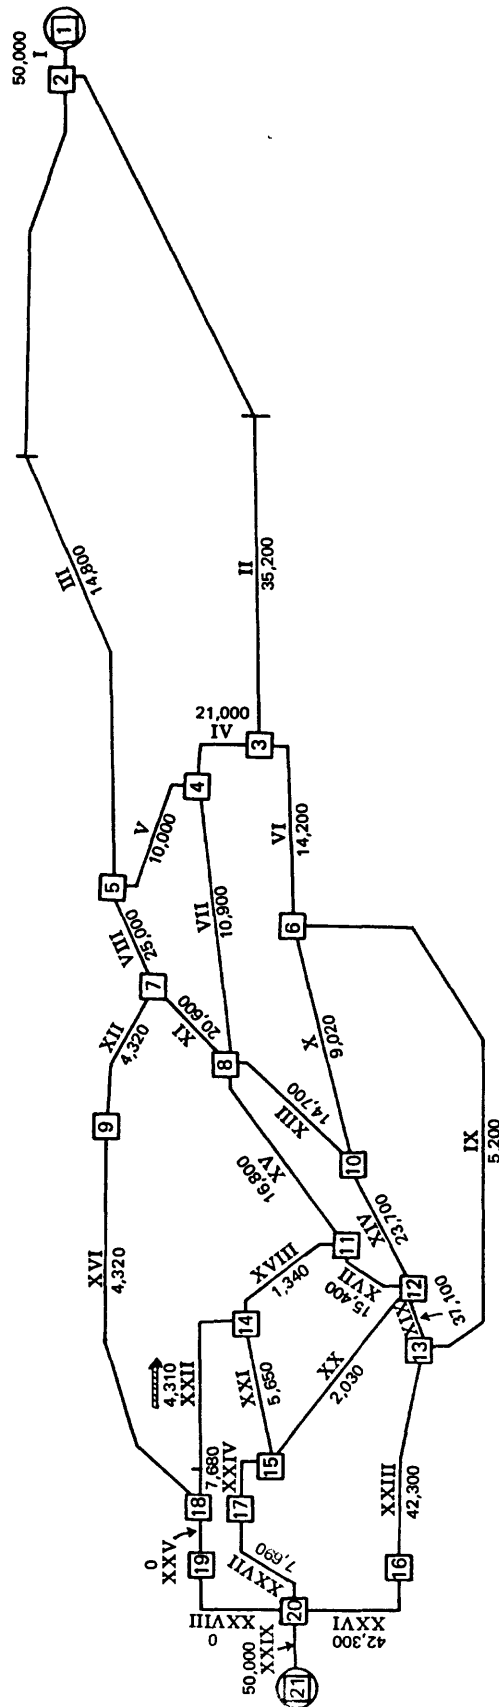 1
50,000
I
2
III
14,800
II
35,200
21,000
IV
3
4
V
10,000
5
VI
14,200
VII
10,900
VIII
25,000
6
7
XII
4,320
XI
20,600
X
9,020
8
9
XIII
14,700
XV
16,800
IX
5,200
10
XIV
23,700
XVI
4,320
XVIII
1,340
11
XVII
15,400
12
XIX
37,100
13
14
4,310
XXII
XXI
5,650
XX
2,030
7,680
XXIV
15
XXIII
42,300
18
17
0
XXV
19
XXVII
7,690
16
XXVIII
0
20
42,300
XXVI
50,000
XXIX
21